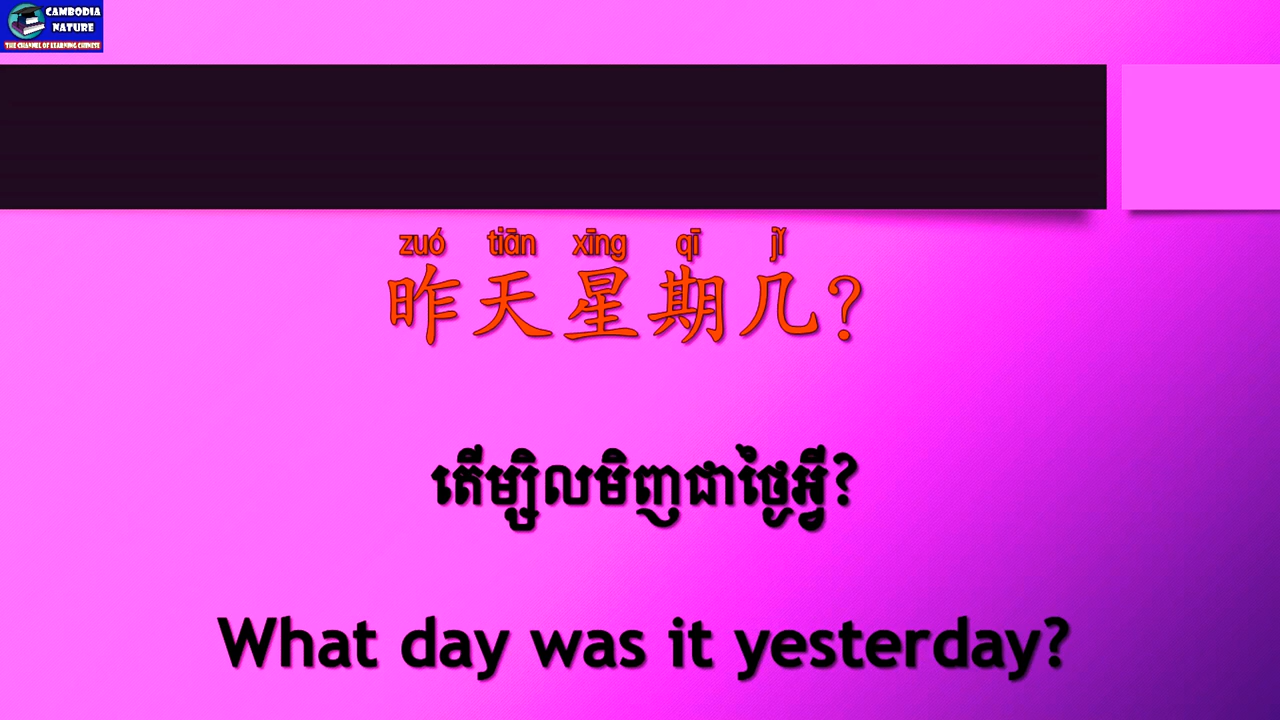 CAMBODIA
NATURE
THE CHANNEL OF LEARNING CHINESE
zuó tiān xīng qī jǐ
昨天星期几?
តើម្សិលមិញជាថ្ងៃអ្វី?
What day was it yesterday?